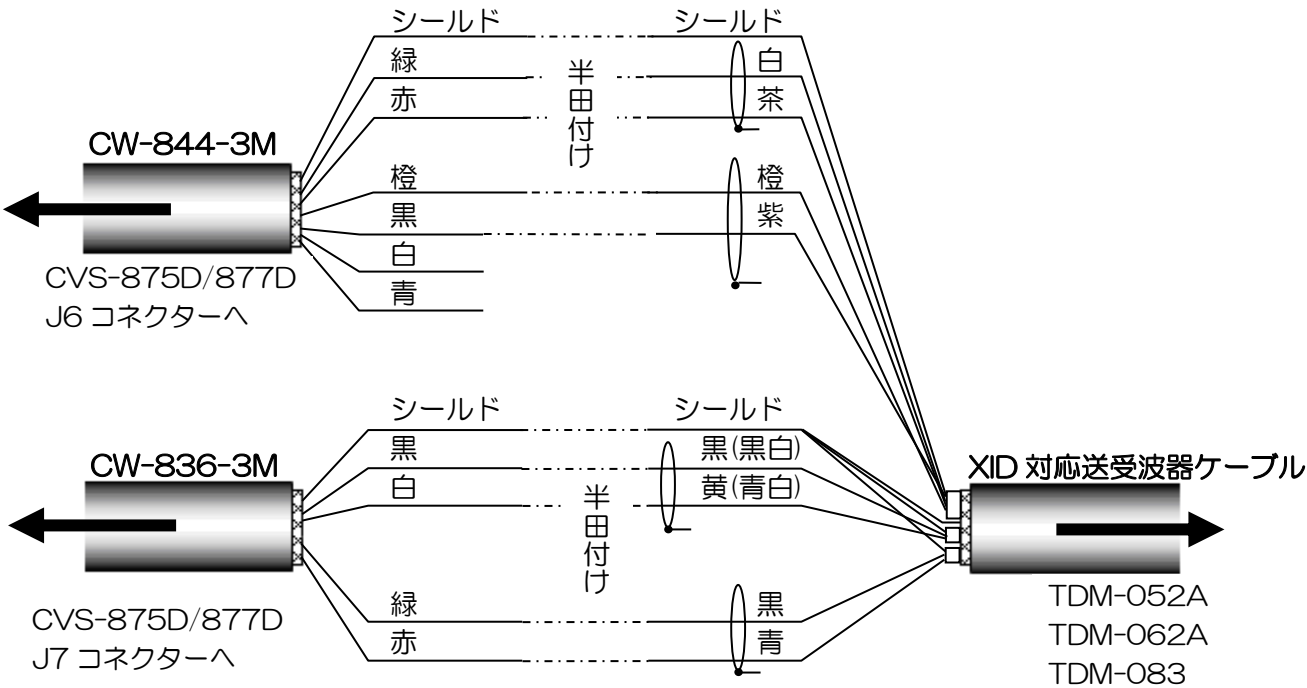 シールド シールド
緑 白
赤 茶
半田付け
CW-844-3M
橙 橙
黒 紫
白
青
CVS-875D/877D
J6 コネクターへ
シールド シールド
黒 黒(黒白)
白 黄(青白)
半田付け
CW-836-3M
XID 対応送受波器ケーブル
緑 黒
赤 青
CVS-875D/877D
J7 コネクターへ
TDM-052A
TDM-062A
TDM-083